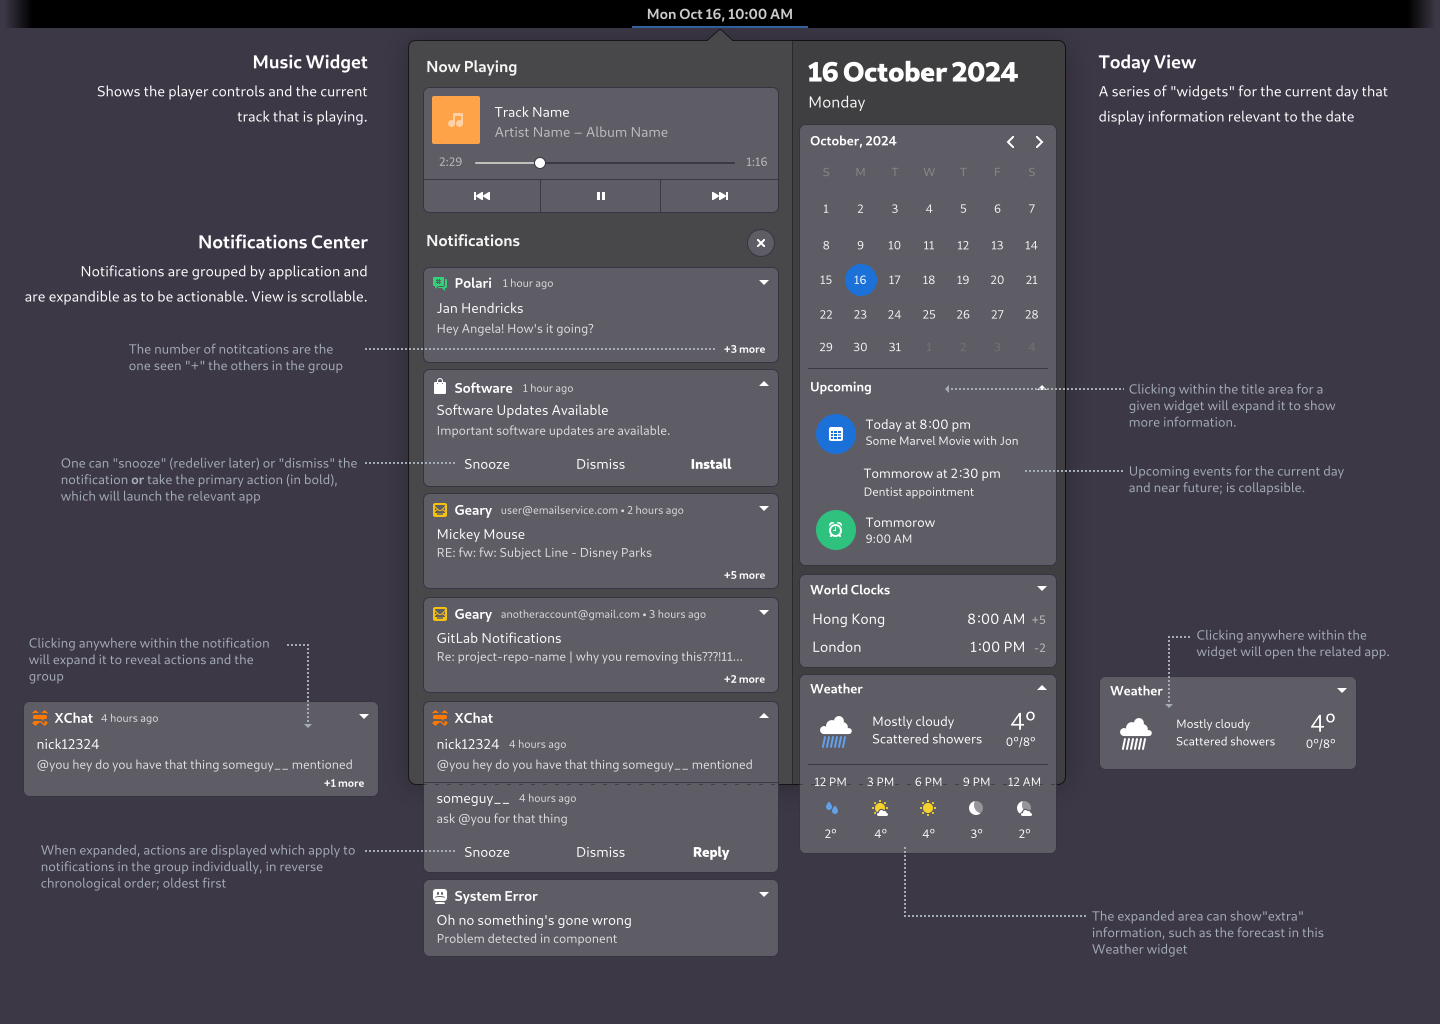 Mon Oct 16, 10:00 AM
Music Widget
Shows the player controls and the current
track that is playing.
Notifications Center
Notifications are grouped by application and
are expandible as to be actionable. View is scrollable.
The number of notitcations are the
one seen "+" the others in the group
One can "snooze" (redeliver later) or "dismiss" the
notification or take the primary action (in bold),
which will launch the relevant app
Clicking anywhere within the notification
will expand it to reveal actions and the
group
XChat 4 hours ago
nick12324
@you hey do you have that thing someguy__ mentioned
+1 more
When expanded, actions are displayed which apply to
notifications in the group individually, in reverse
chronological order; oldest first
Now Playing
Track Name
Artist Name – Album Name
2:29 1:16
Notifications
Polari 1 hour ago
Jan Hendricks
Hey Angela! How's it going?
+3 more
Software 1 hour ago
Software Updates Available
Important software updates are available.
Snooze Dismiss Install
Geary user@emailservice.com • 2 hours ago
Mickey Mouse
RE: fw: fw: Subject Line - Disney Parks
+5 more
Geary anotheraccount@gmail.com • 3 hours ago
GitLab Notifications
Re: project-repo-name | why you removing this???!11...
+2 more
XChat
nick12324 4 hours ago
@you hey do you have that thing someguy__ mentioned
someguy__ 4 hours ago
ask @you for that thing
Snooze Dismiss Reply
System Error
Oh no something's gone wrong
Problem detected in component
16 October 2024
Monday
October, 2024
S M T W T F S
1 2 3 4 5 6 7
8 9 10 11 12 13 14
15 16 17 18 19 20 21
22 23 24 25 26 27 28
29 30 31 1 2 3 4
Upcoming
Today at 8:00 pm
Some Marvel Movie with Jon
Tommorow at 2:30 pm
Dentist appointment
Tommorow
9:00 AM
World Clocks
Hong Kong 8:00 AM +5
London 1:00 PM -2
Weather
Mostly cloudy
Scattered showers
4°
0°/8°
12 PM 3 PM 6 PM 9 PM 12 AM
2° 4° 4° 3° 2°
Today View
A series of "widgets" for the current day that
display information relevant to the date
Clicking within the title area for a
given widget will expand it to show
more information.
Upcoming events for the current day
and near future; is collapsible.
Clicking anywhere within the
widget will open the related app.
Weather
Mostly cloudy
Scattered showers
4°
0°/8°
The expanded area can show"extra"
information, such as the forecast in this
Weather widget